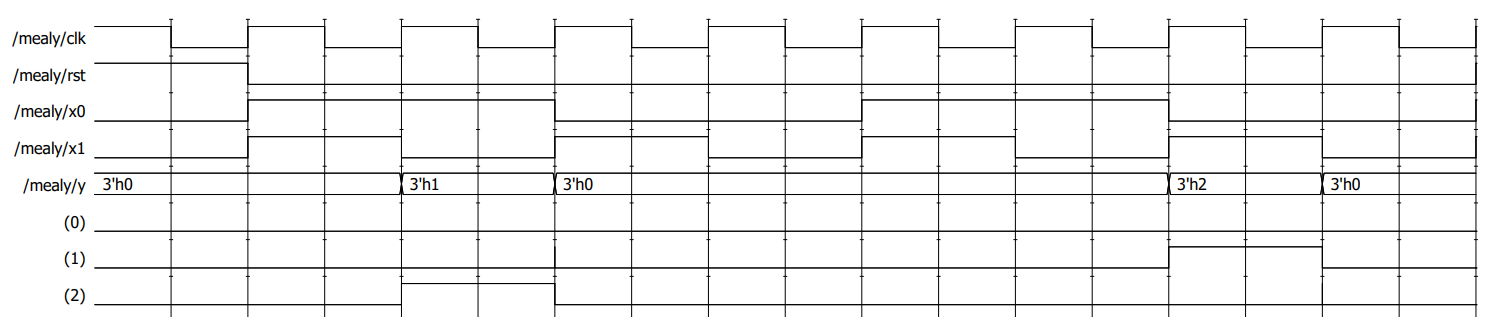 /mealy/clk
/mealy/rst
/mealy/x0
/mealy/x1
/mealy/y 3'h0 3'h1 3'h0 3'h2 3'h0
(0)
(1)
(2)